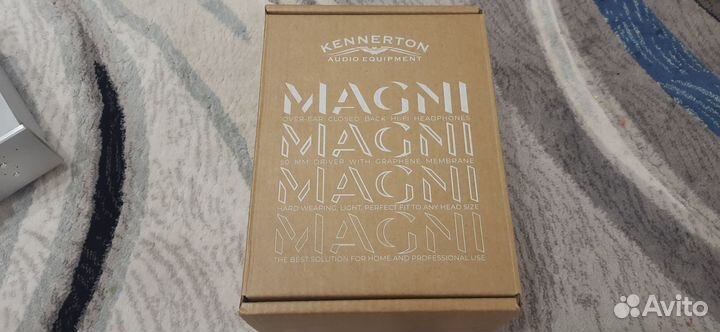 KENNERTON
AUDIO EQUIPMENT
MAGNI
OVER-EAR CLOSED BACK HI-FI HEADPHONES
MAGNI
50 MM DRIVER WITH GRAPHENE MEMBRANE
MAGNI
HARD WEARING, LIGHT, PERFECT FIT TO ANY HEAD SIZE
MAGNI
THE BEST SOLUTION FOR HOME AND PROFESSIONAL USE
Avito